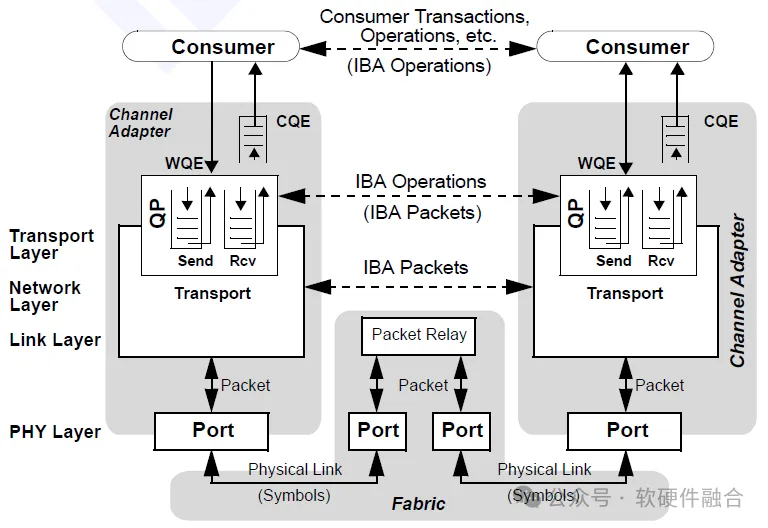 Consumer Transactions,
Operations, etc.
Consumer
Consumer
(IBA Operations)
Channel
Adapter
CQE
CQE
WQE
WQE
IBA Operations
(IBA Packets)
QP
QP
Transport
Layer
Send
Rcv
Send
Rcv
Channel Adapter
IBA Packets
Network
Layer
Transport
Transport
Link Layer
Packet Relay
Packet
Packet
Packet
PHY Layer
Port
Port
Port
Port
Physical Link
(Symbols)
Physical Link
(Symbols)
Fabric
公众号 · 软硬件融合